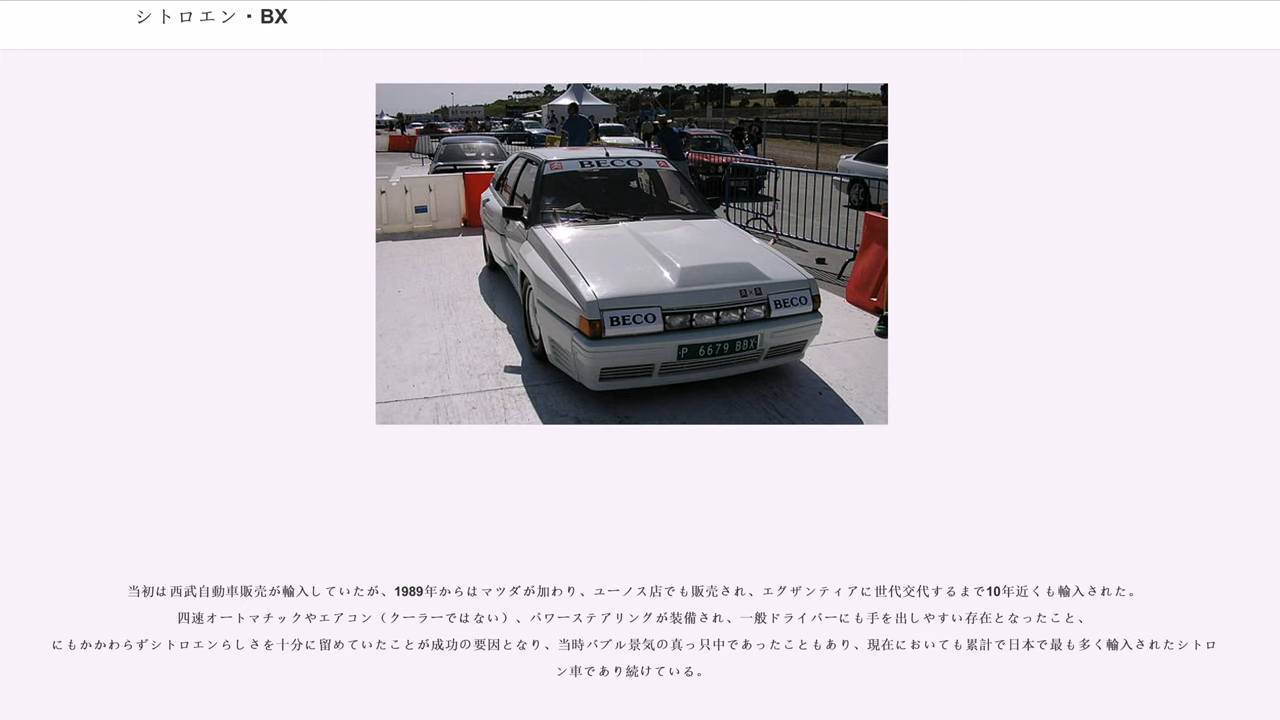 シトロエン・BX
BECO
BECO
BECO
P 6679 BBX
当初は西武自動車販売が輸入していたが、1989年からはマツダが加わり、ユーノス店でも販売され、エグザンティアに世代交代するまで10年近くも輸入された。
四速オートマチックやエアコン（クーラーではない）、パワーステアリングが装備され、一般ドライバーにも手を出しやすい存在となったこと、
にもかかわらずシトロエンらしさを十分に留めていたことが成功の要因となり、当時バブル景気の真っ只中であったこともあり、現在においても累計で日本で最も多く輸入されたシトロ
ン車であり続けている。